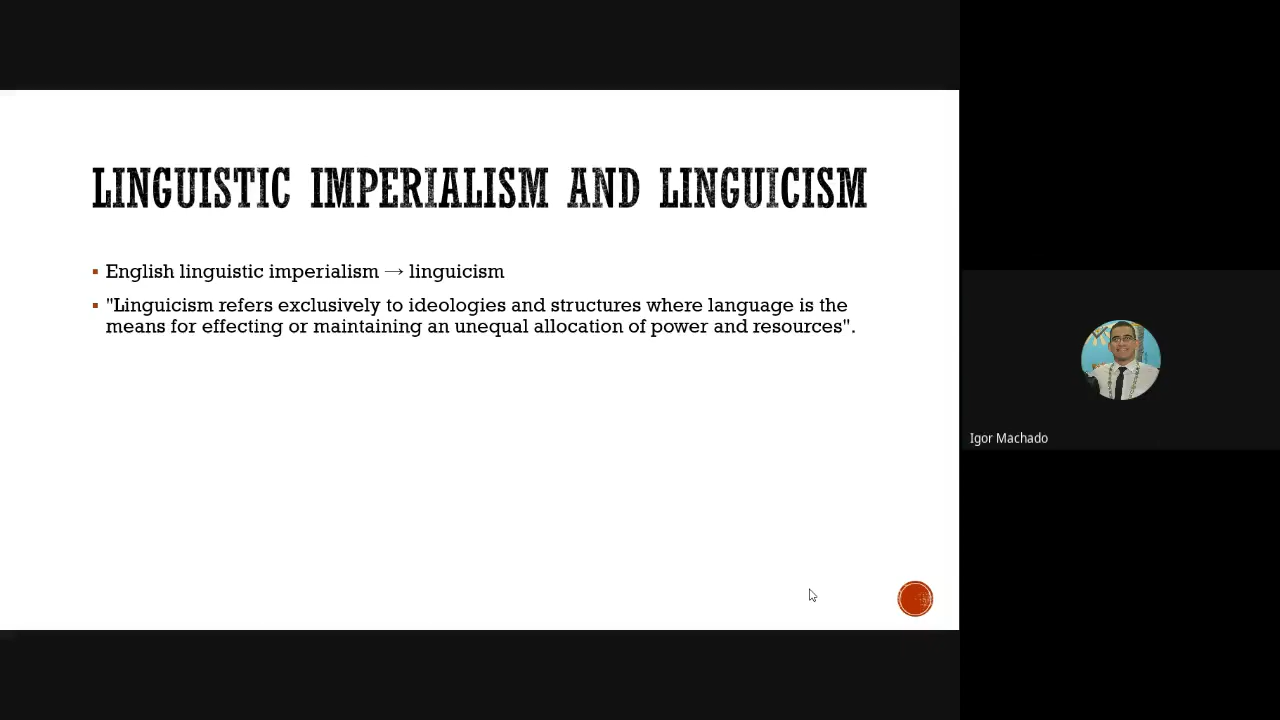 LINGUISTIC IMPERIALISM AND LINGUICISM
English linguistic imperialism → linguicism
"Linguicism refers exclusively to ideologies and structures where language is the
means for effecting or maintaining an unequal allocation of power and resources".
Igor Machado